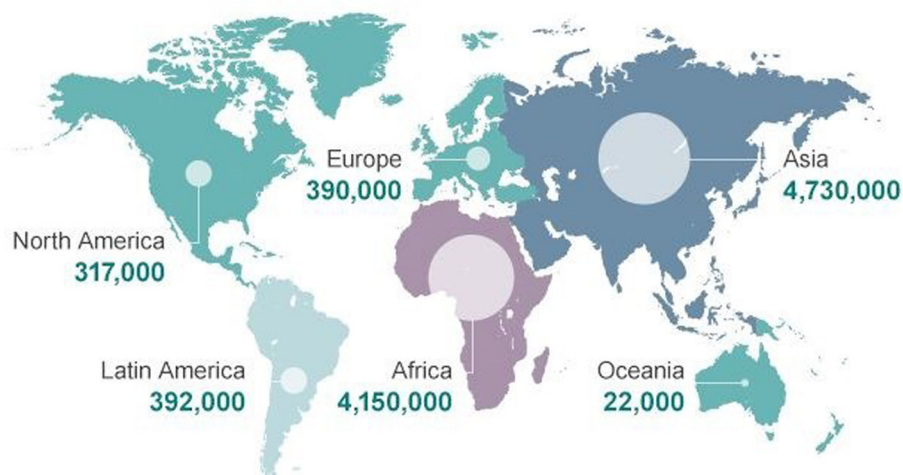 Europe
390,000
Asia
4,730,000
North America
317,000
Latin America
392,000
Africa
4,150,000
Oceania
22,000